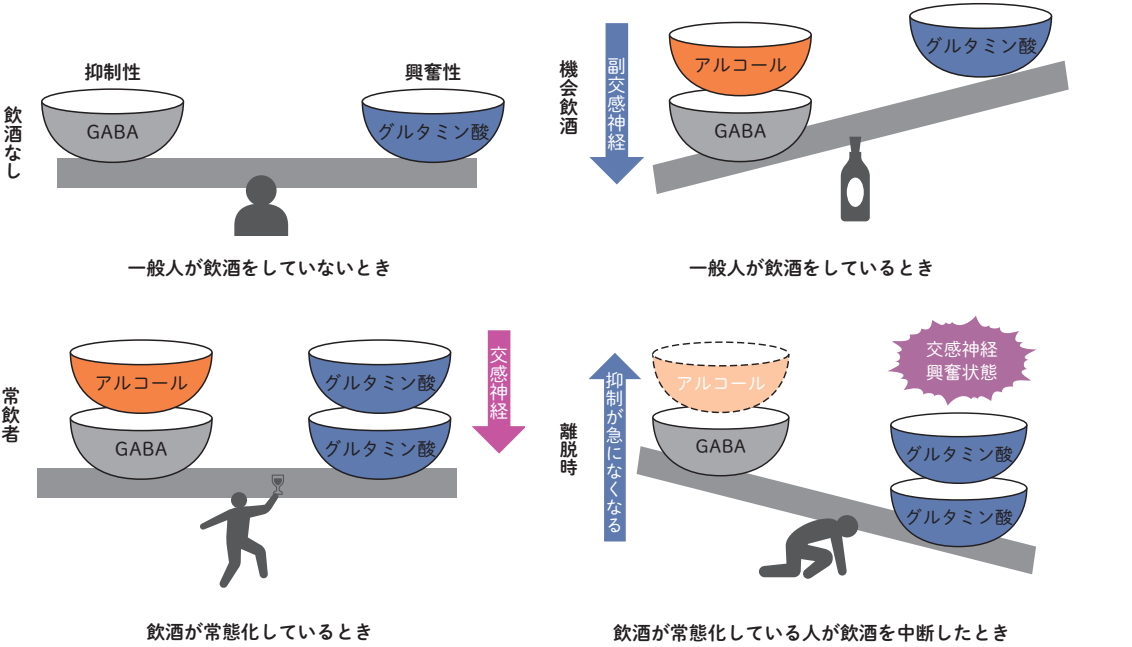 飲酒なし
抑制性
興奮性
GABA
グルタミン酸
一般人が飲酒をしていないとき
機会飲酒
副交感神経
アルコール
GABA
グルタミン酸
一般人が飲酒をしているとき
常飲者
アルコール
GABA
グルタミン酸
グルタミン酸
交感神経
飲酒が常態化しているとき
離脱時
抑制が急になくなる
アルコール
GABA
交感神経
興奮状態
グルタミン酸
グルタミン酸
飲酒が常態化している人が飲酒を中断したとき